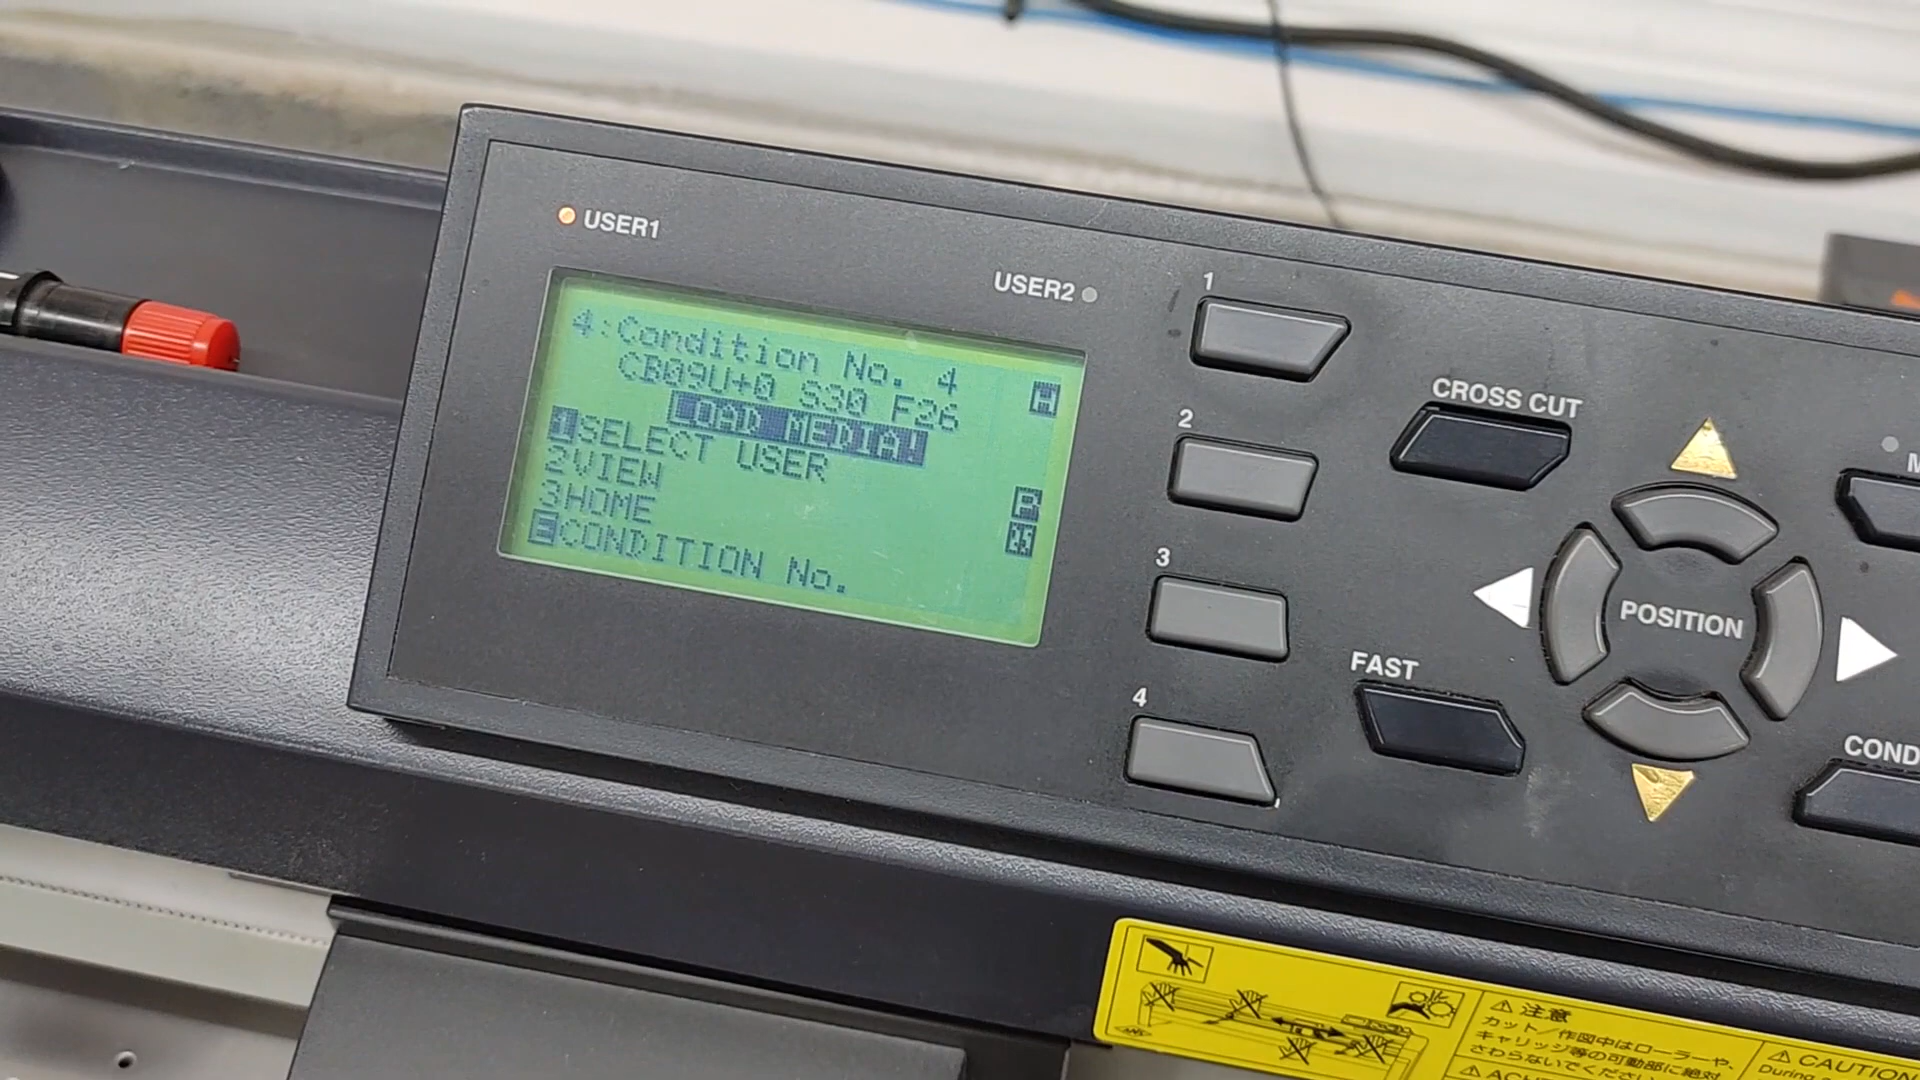 USER1
USER2
4:Condition No. 4
CB09U+0 S30 F26
LOAD MEDIA!
1SELECT USER
2VIEW
3HOME
ECONDITION No.
H
P
1
2
3
4
CROSS CUT
POSITION
FAST
COND
⚠注意
カット／作図中はローラーや、
キャリッジ等の可動部に絶対
さわらないでください
⚠CAUTION
During